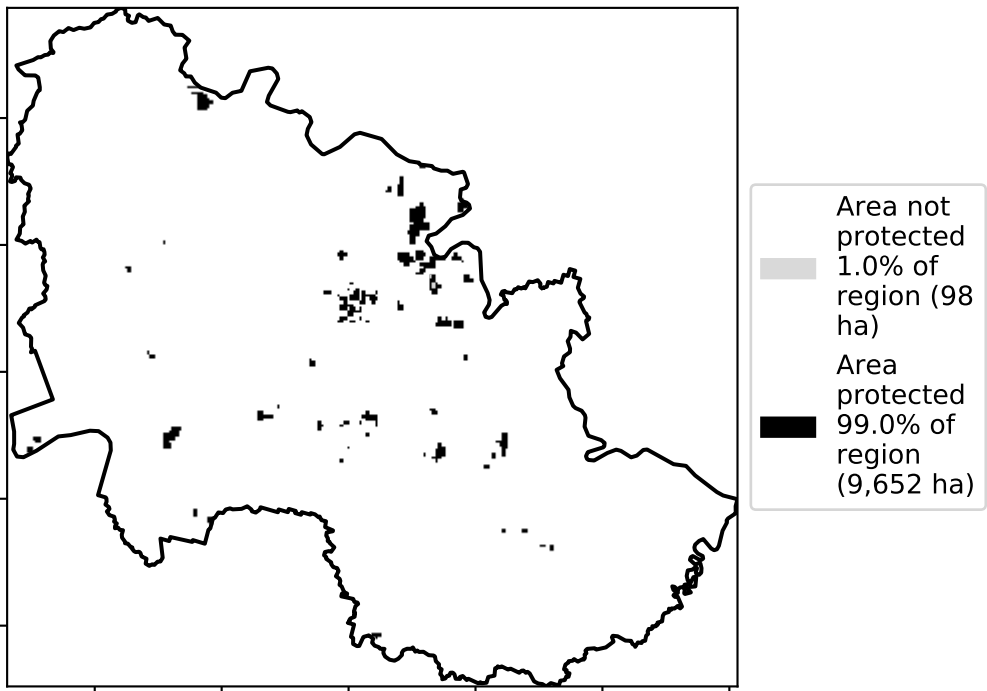 Area not
protected
1.0% of
region (98
ha)
Area
protected
99.0% of
region
(9,652 ha)